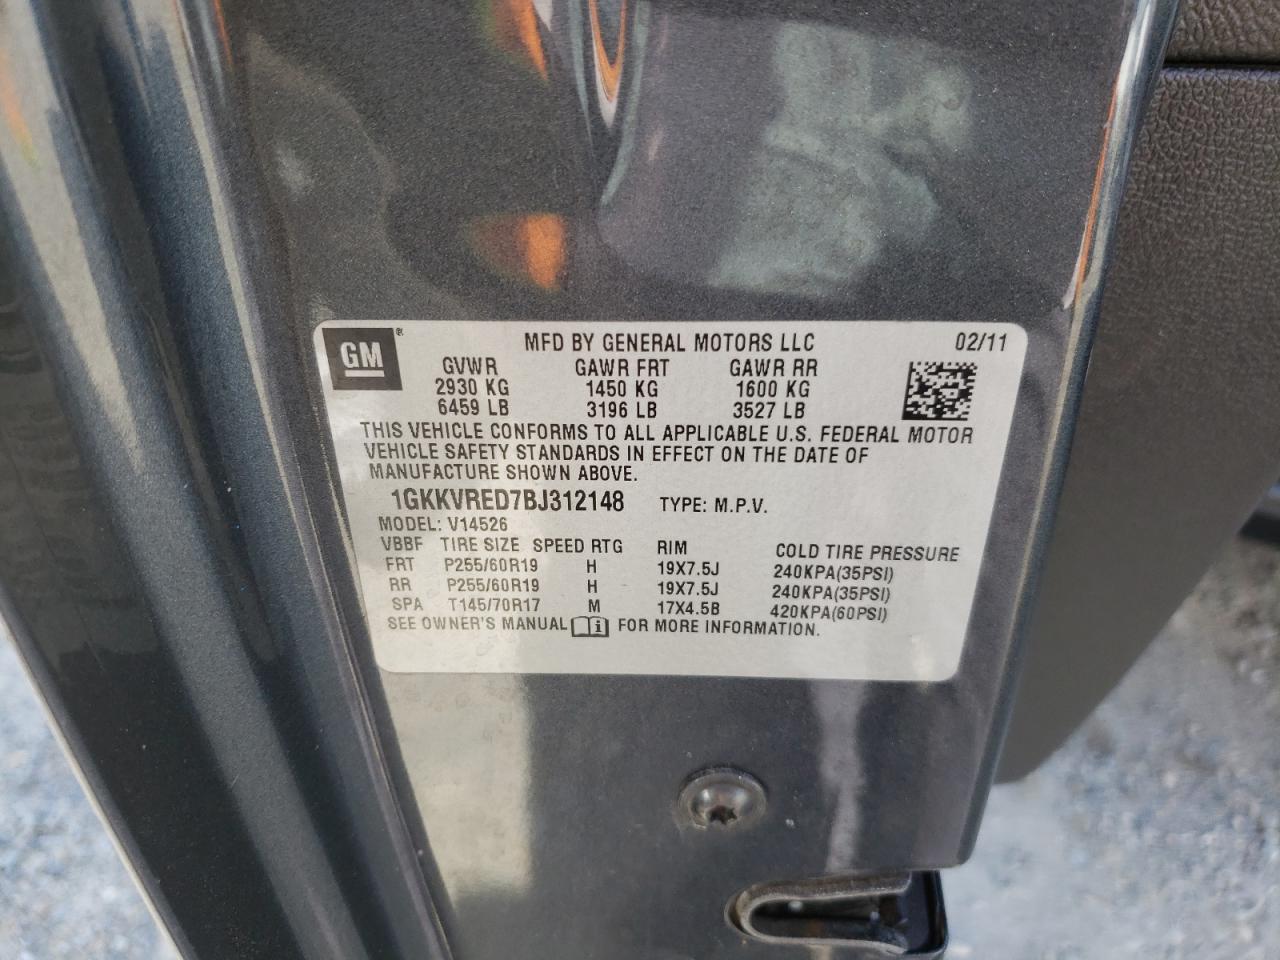 GM ® MFD BY GENERAL MOTORS LLC 02/11
GVWR GAWR FRT GAWR RR
2930 KG 1450 KG 1600 KG
6459 LB 3196 LB 3527 LB
THIS VEHICLE CONFORMS TO ALL APPLICABLE U.S. FEDERAL MOTOR
VEHICLE SAFETY STANDARDS IN EFFECT ON THE DATE OF
MANUFACTURE SHOWN ABOVE.
1GKKVRED7BJ312148 TYPE: M.P.V.
MODEL: V14526
VBBF TIRE SIZE SPEED RTG RIM COLD TIRE PRESSURE
FRT P255/60R19 H 19X7.5J 240KPA(35PSI)
RR P255/60R19 H 19X7.5J 240KPA(35PSI)
SPA T145/70R17 M 17X4.5B 420KPA(60PSI)
SEE OWNER'S MANUAL i FOR MORE INFORMATION.